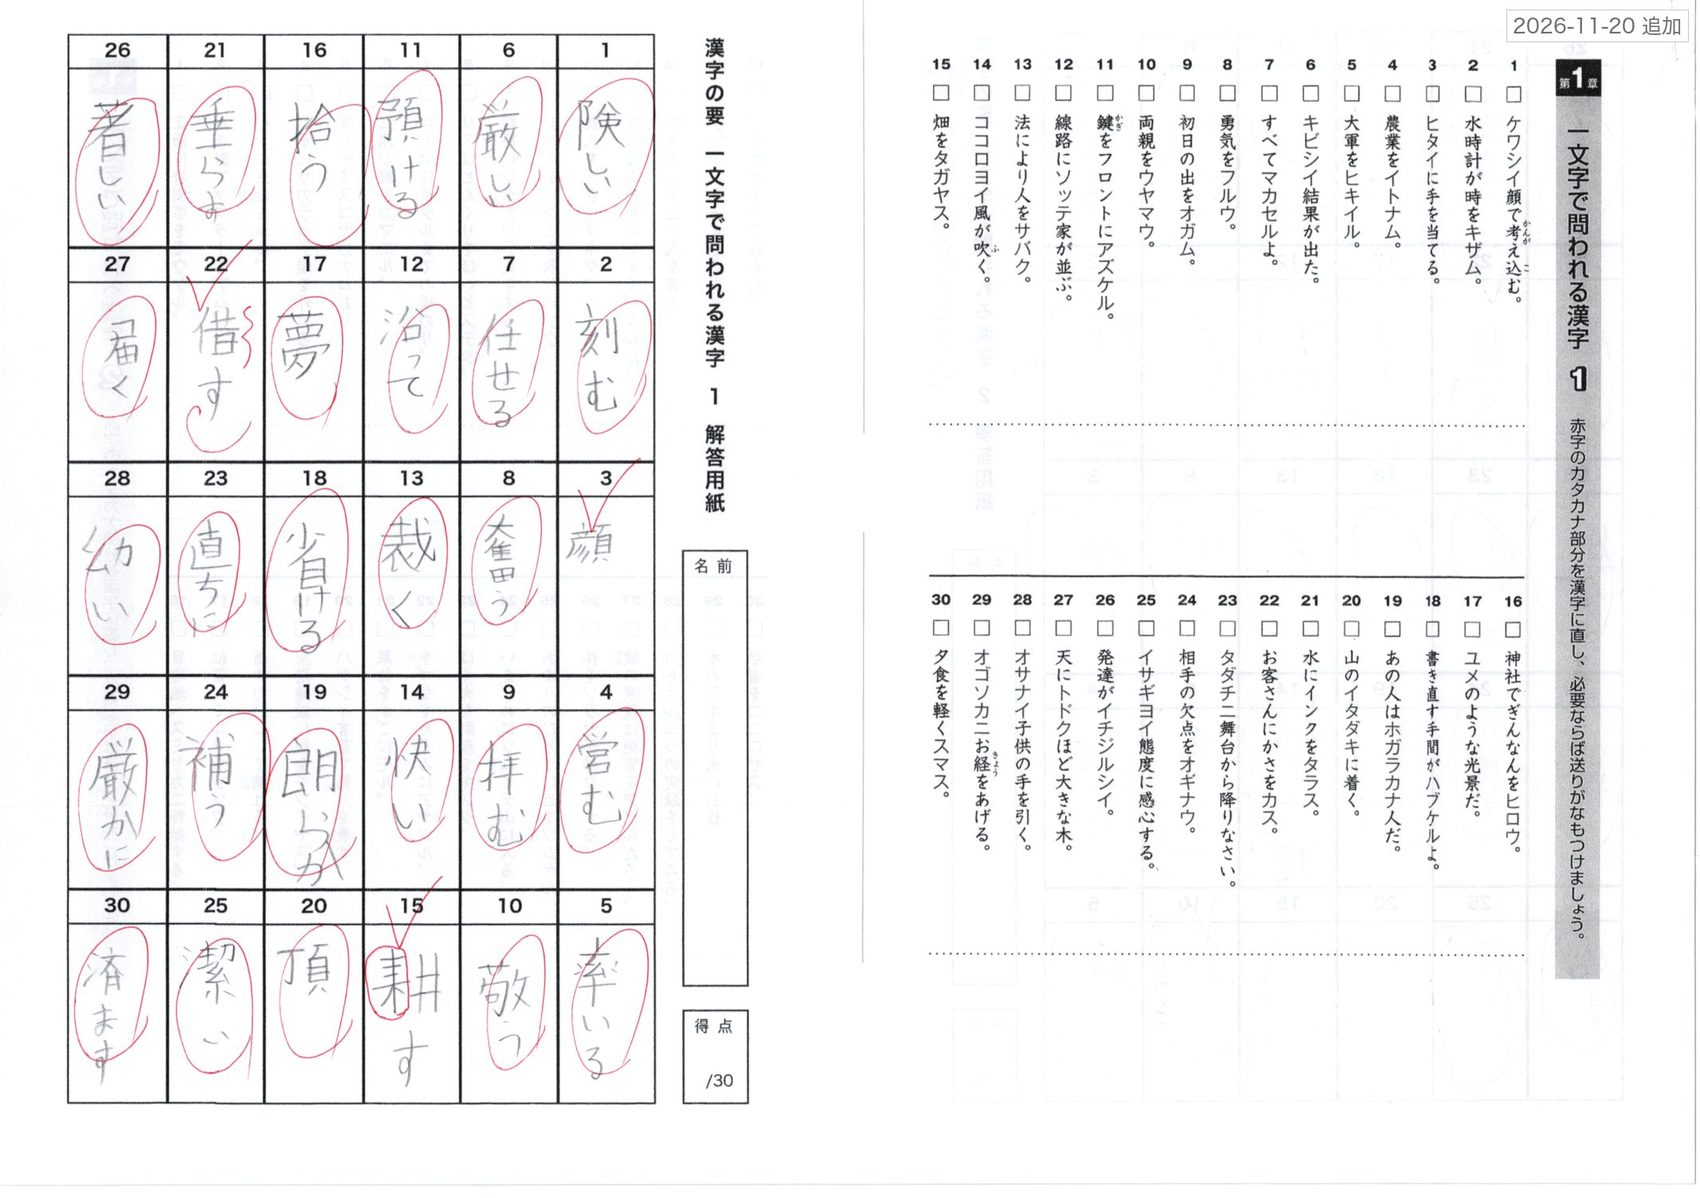 2026-11-20 追加
第1章 一文字で問われる漢字 1 赤字のカタカナ部分を漢字に直し、必要ならば送りがなもつけましょう。
1 □ ケワシイ顔で考え込む。
かんが こ
2 □ 水時計が時をキザム。
3 □ ヒタイに手を当てる。
4 □ 農業をイトナム。
5 □ 大軍をヒキイル。
6 □ キビシイ結果が出た。
7 □ すべてマカセルよ。
8 □ 勇気をフルウ。
9 □ 初日の出をオガム。
10 □ 両親をウヤマウ。
11 □ 鍵をフロントにアズケル。
かぎ
12 □ 線路にソッテ家が並ぶ。
13 □ 法により人をサバク。
14 □ ココロヨイ風が吹く。
ふ
15 □ 畑をタガヤス。
16 □ 神社でぎんなんをヒロウ。
17 □ ユメのような光景だ。
18 □ 書き直す手間がハブケルよ。
19 □ あの人はホガラカナ人だ。
20 □ 山のイタダキに着く。
21 □ 水にインクをタラス。
22 □ お客さんにかさをカス。
23 □ タダチニ舞台から降りなさい。
24 □ 相手の欠点をオギナウ。
25 □ イサギヨイ態度に感心する。
26 □ 発達がイチジルシイ。
27 □ 天にトドクほど大きな木。
28 □ オサナイ子供の手を引く。
29 □ オゴソカニお経をあげる。
きょう
30 □ 夕食を軽くスマス。
漢字の要 一文字で問われる漢字 1 解答用紙
名前
得点
/30
1 険しい
2 刻む
3 顔
4 営む
5 率いる
6 厳しい
7 任せる
8 奮う
9 拝む
10 敬う
11 預ける
12 沿って
13 裁く
14 快い
15 耕す
16 拾う
17 夢
18 省ける
19 朗らか
20 頂
21 垂らす
22 借す
23 直ちに
24 補う
25 潔い
26 著しい
27 届く
28 幼い
29 厳かに
30 済ます